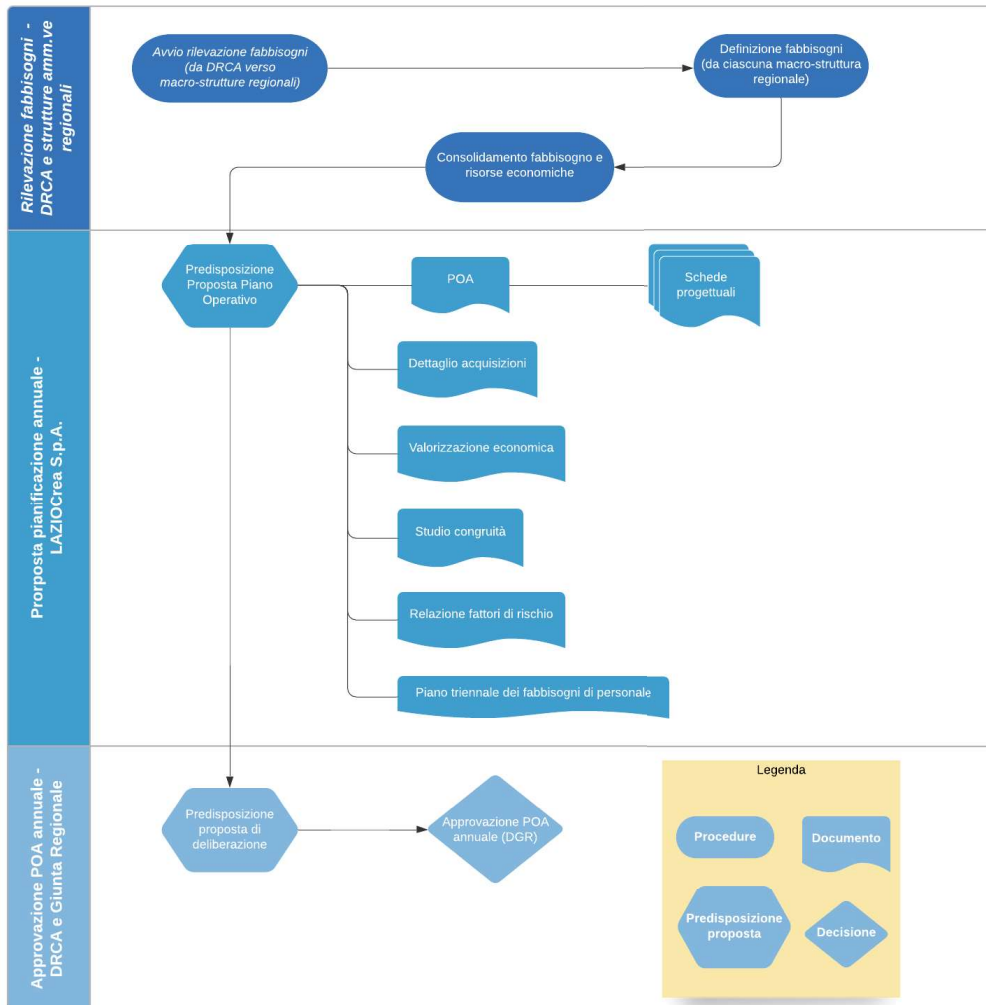 Rilevazione fabbisogni -
DRCA e strutture amm.ve
regionali
Avvio rilevazione fabbisogni
(da DRCA verso
macro-strutture regionali)
Definizione fabbisogni
(da ciascuna macro-struttura
regionale)
Consolidamento fabbisogno e
risorse economiche
Prorposta pianificazione annuale -
LAZIOCrea S.p.A.
Predisposizione
Proposta Piano
Operativo
POA
Schede
progettuali
Dettaglio acquisizioni
Valorizzazione economica
Studio congruità
Relazione fattori di rischio
Piano triennale dei fabbisogni di personale
Approvazione POA annuale -
DRCA e Giunta Regionale
Predisposizione
proposta di
deliberazione
Approvazione POA
annuale (DGR)
Legenda
Procedure
Documento
Predisposizione
proposta
Decisione